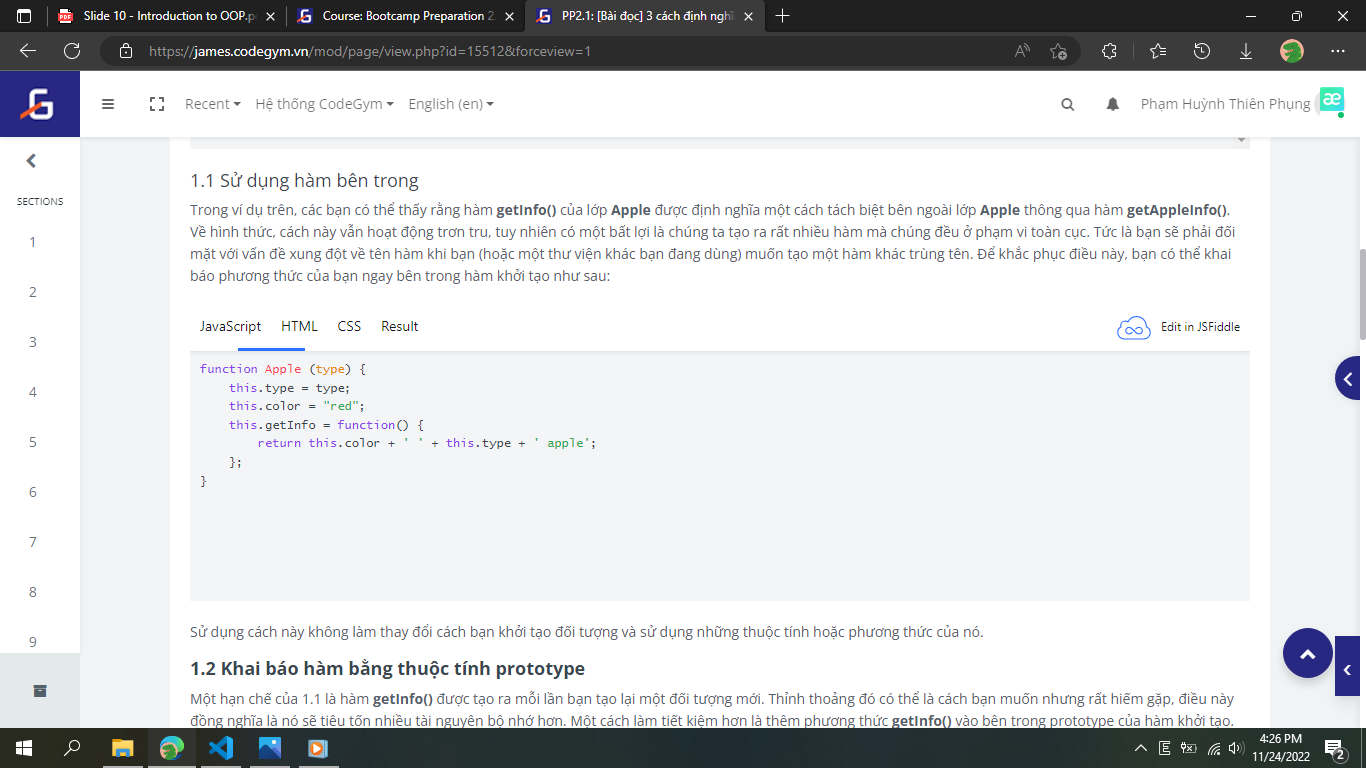 Slide 10 - Introduction to OOP.p
Course: Bootcamp Preparation 2
PP2.1: [Bài đọc] 3 cách định nghĩ
https://james.codegym.vn/mod/page/view.php?id=15512&forceview=1
Recent
Hệ thống CodeGym
English (en)
Phạm Huỳnh Thiên Phụng
æ
SECTIONS
1
2
3
4
5
6
7
8
9
1.1 Sử dụng hàm bên trong
Trong ví dụ trên, các bạn có thể thấy rằng hàm getInfo() của lớp Apple được định nghĩa một cách tách biệt bên ngoài lớp Apple thông qua hàm getAppleInfo().
Về hình thức, cách này vẫn hoạt động trơn tru, tuy nhiên có một bất lợi là chúng ta tạo ra rất nhiều hàm mà chúng đều ở phạm vi toàn cục. Tức là bạn sẽ phải đối
mặt với vấn đề xung đột về tên hàm khi bạn (hoặc một thư viện khác bạn đang dùng) muốn tạo một hàm khác trùng tên. Để khắc phục điều này, bạn có thể khai
báo phương thức của bạn ngay bên trong hàm khởi tạo như sau:
JavaScript HTML CSS Result
Edit in JSFiddle
function Apple (type) {
    this.type = type;
    this.color = "red";
    this.getInfo = function() {
        return this.color + ' ' + this.type + ' apple';
    };
}
Sử dụng cách này không làm thay đổi cách bạn khởi tạo đối tượng và sử dụng những thuộc tính hoặc phương thức của nó.
1.2 Khai báo hàm bằng thuộc tính prototype
Một hạn chế của 1.1 là hàm getInfo() được tạo ra mỗi lần bạn tạo lại một đối tượng mới. Thỉnh thoảng đó có thể là cách bạn muốn nhưng rất hiếm gặp, điều này
đồng nghĩa là nó sẽ tiêu tốn nhiều tài nguyên bộ nhớ hơn. Một cách làm tiết kiệm hơn là thêm phương thức getInfo() vào bên trong prototype của hàm khởi tạo.
4:26 PM
11/24/2022
2